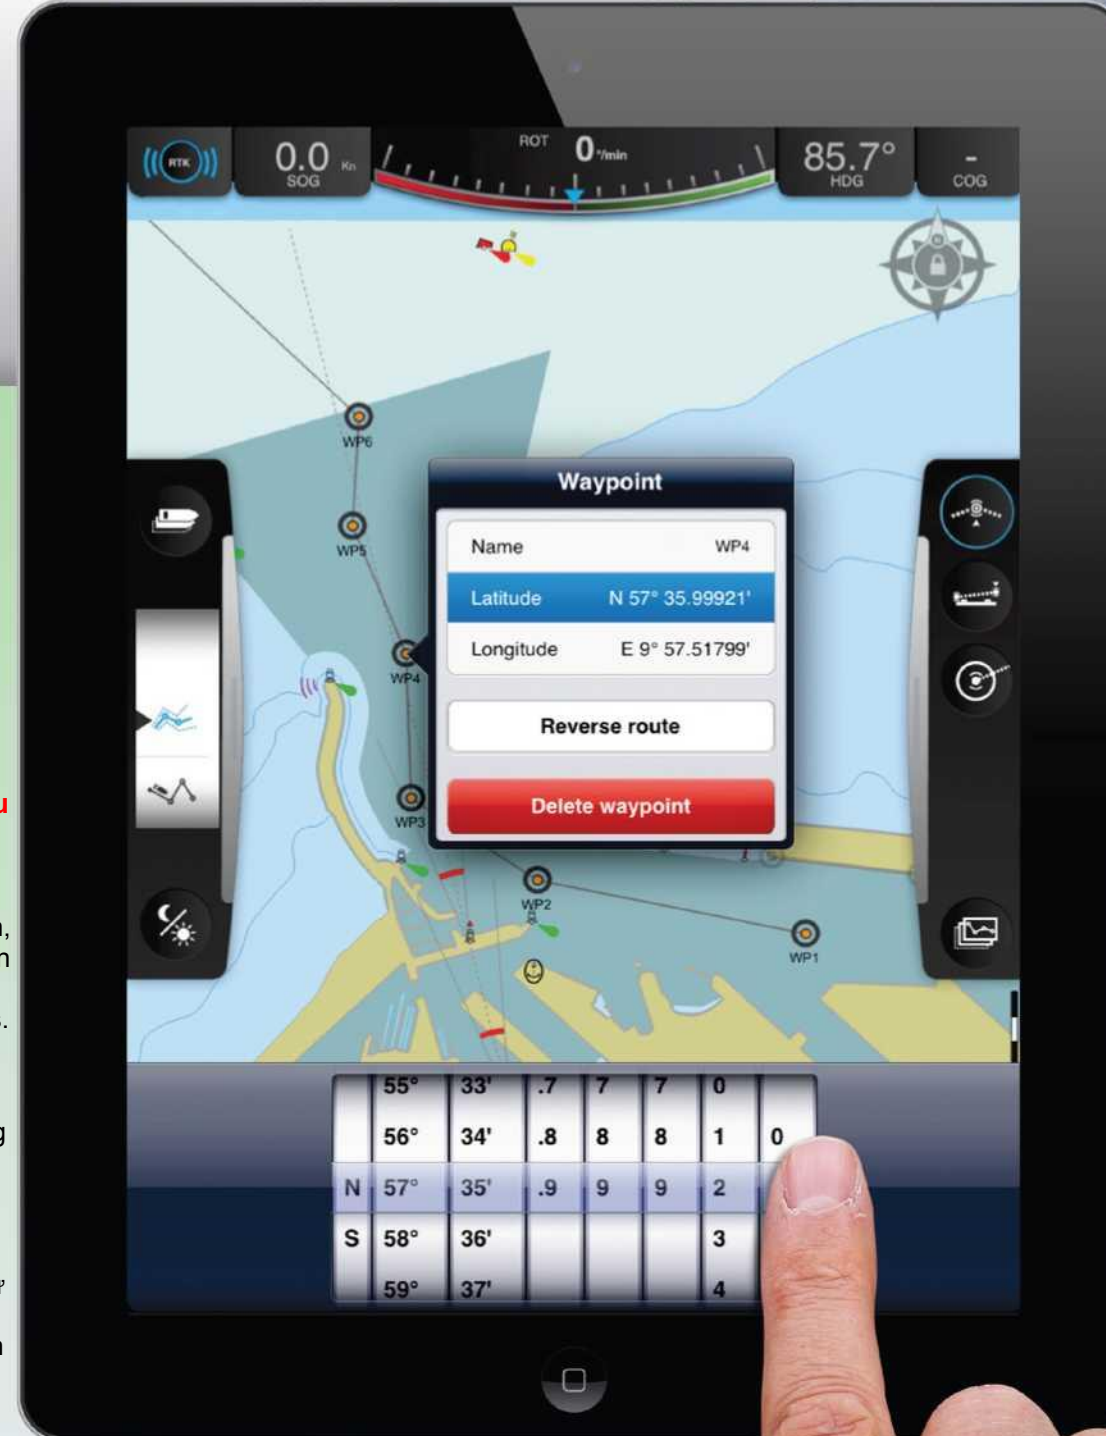 RTK
0.0 Kn
SOG
ROT 0 °/min
85.7°
HDG
-
COG
WP6
WP5
WP4
WP3
WP2
WP1
Waypoint
Name WP4
Latitude N 57° 35.99921'
Longitude E 9° 57.51799'
Reverse route
Delete waypoint
55° 33' .7 7 7 0
56° 34' .8 8 8 1 0
N 57° 35' .9 9 9 2
S 58° 36' 3
59° 37' 4